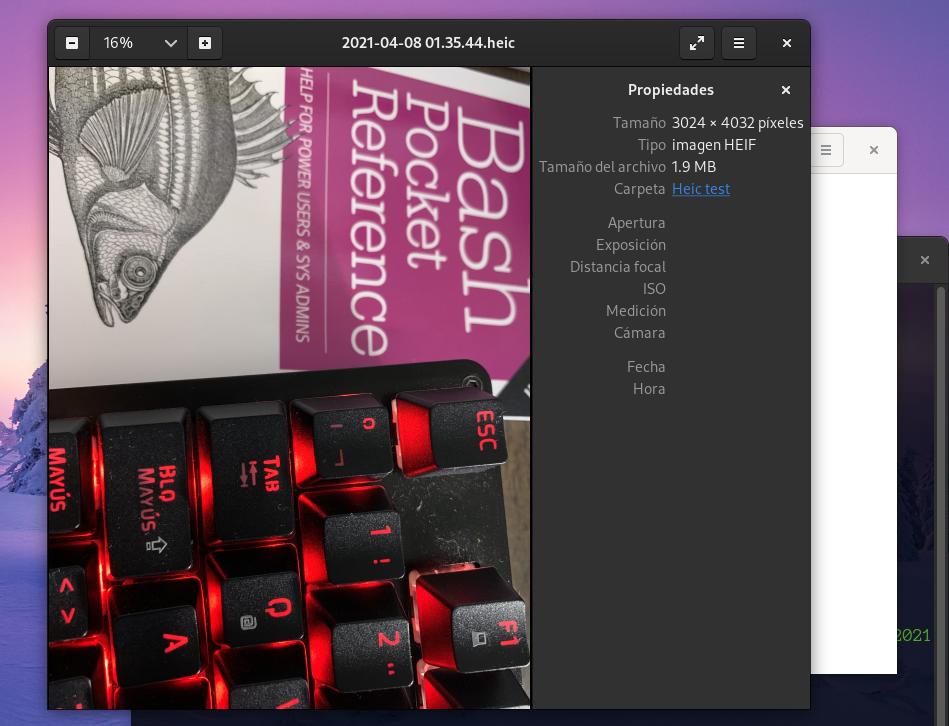 16%
2021-04-08 01.35.44.heic
Propiedades
Tamaño 3024 × 4032 píxeles
Tipo imagen HEIF
Tamaño del archivo 1.9 MB
Carpeta Heic test
Apertura
Exposición
Distancia focal
ISO
Medición
Cámara
Fecha
Hora
Bash
Pocket
Reference
HELP FOR POWER USERS & SYS ADMINS
ESC
º
TAB
BLQ
MAYÚS
MAYÚS
1 !
F1
Q
@
2 "
A
< >
2021